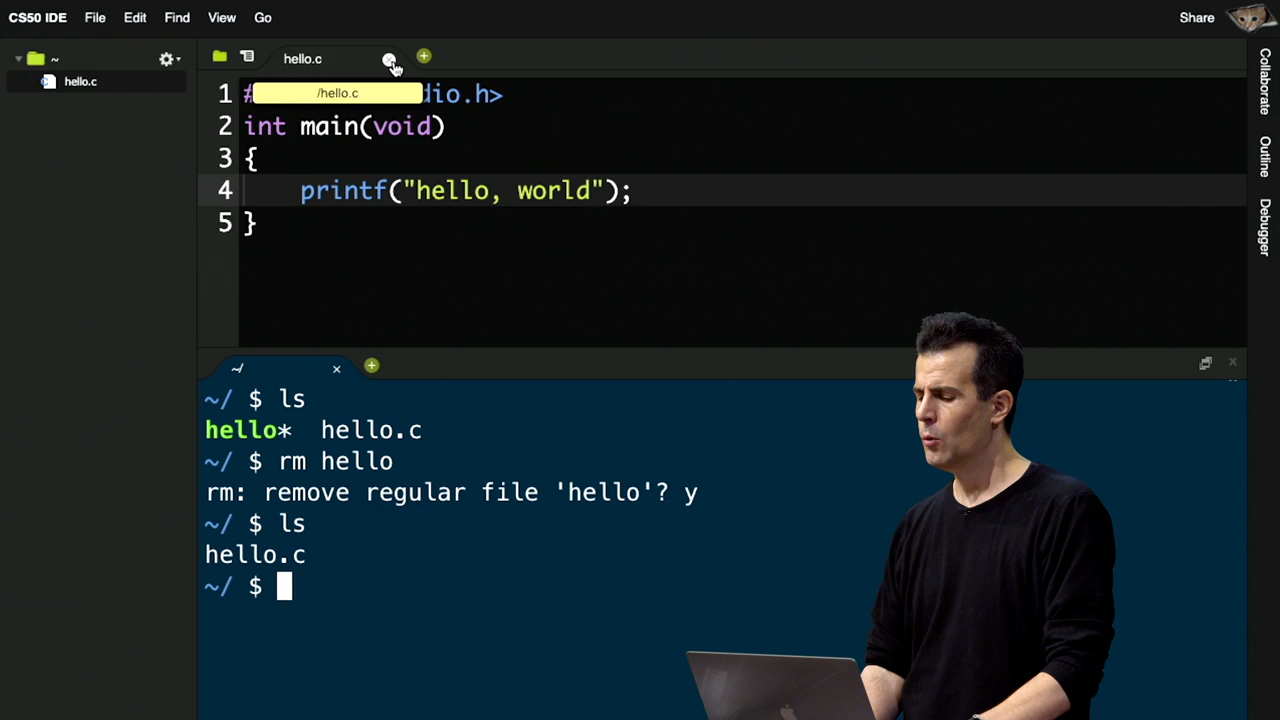 CS50 IDE File Edit Find View Go Share
~
hello.c
hello.c
/hello.c
1 # dio.h>
2 int main(void)
3 {
4 printf("hello, world");
5 }
Collaborate
Outline
Debugger
~/
~/ $ ls
hello* hello.c
~/ $ rm hello
rm: remove regular file 'hello'? y
~/ $ ls
hello.c
~/ $